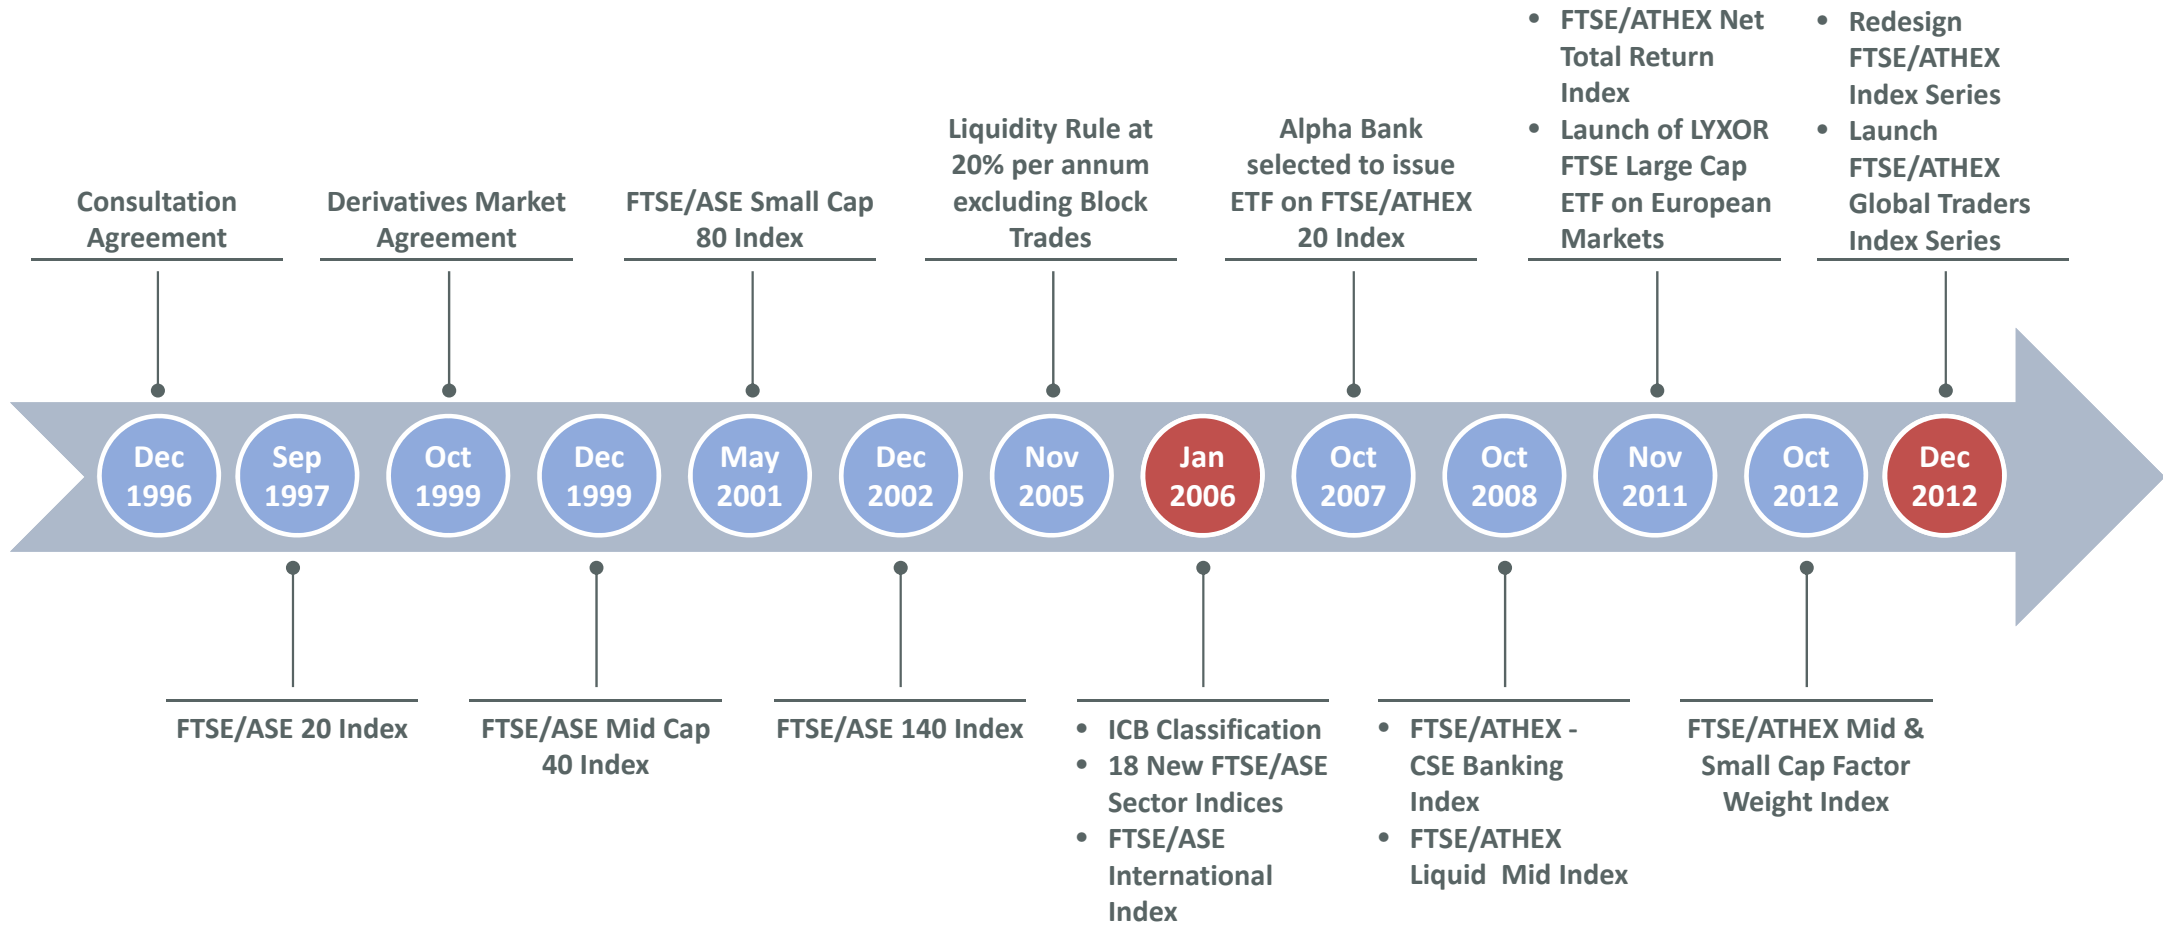 Consultation
Agreement
Derivatives Market
Agreement
FTSE/ASE Small Cap
80 Index
Liquidity Rule at
20% per annum
excluding Block
Trades
Alpha Bank
selected to issue
ETF on FTSE/ATHEX
20 Index
• FTSE/ATHEX Net
Total Return
Index
• Launch of LYXOR
FTSE Large Cap
ETF on European
Markets
• Redesign
FTSE/ATHEX
Index Series
• Launch
FTSE/ATHEX
Global Traders
Index Series
Dec
1996
Sep
1997
Oct
1999
Dec
1999
May
2001
Dec
2002
Nov
2005
Jan
2006
Oct
2007
Oct
2008
Nov
2011
Oct
2012
Dec
2012
FTSE/ASE 20 Index
FTSE/ASE Mid Cap
40 Index
FTSE/ASE 140 Index
• ICB Classification
• 18 New FTSE/ASE
Sector Indices
• FTSE/ASE
International
Index
• FTSE/ATHEX -
CSE Banking
Index
• FTSE/ATHEX
Liquid  Mid Index
FTSE/ATHEX Mid &
Small Cap Factor
Weight Index